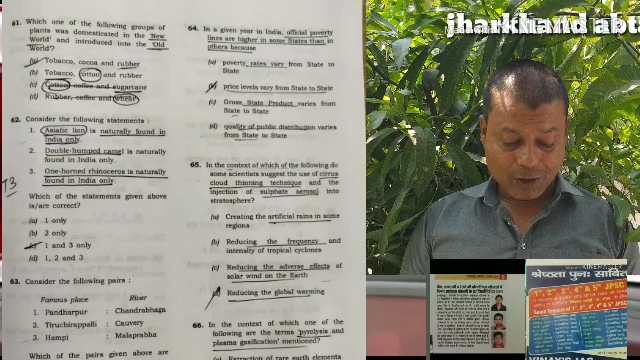 jharkhand jnanittam
61. Which one of the following groups of
plants was domesticated in the 'New
World' and introduced into the 'Old
World'?
(a) Tobacco, cocoa and rubber
(b) Tobacco, cotton and rubber
(c) Cotton, coffee and sugarcane
(d) Rubber, coffee and wheat
62. Consider the following statements :
1. Asiatic lion is naturally found in
India only.
2. Double-humped camel is naturally
found in India only.
3. One-horned rhinoceros is naturally
found in India only.
T3
Which of the statements given above
is/are correct?
(a) 1 only
(b) 2 only
(c) 1 and 3 only
(d) 1, 2 and 3
63. Consider the following pairs :
Famous place River
1. Pandharpur : Chandrabhaga
2. Tiruchirappalli : Cauvery
3. Hampi : Malaprabha
Which of the pairs given above are
64. In a given year in India, official poverty
lines are higher in some States than in
others because
(a) poverty rates vary from State to
State
(b) price levels vary from State to State
(c) Gross State Product varies from
State to State
(d) quality of public distribution varies
from State to State
65. In the context of which of the following do
some scientists suggest the use of cirrus
cloud thinning technique and the
injection of sulphate aerosol into
stratosphere?
(a) Creating the artificial rains in some
regions
(b) Reducing the frequency and
intensity of tropical cyclones
(c) Reducing the adverse effects of
solar wind on the Earth
(d) Reducing the global warming
66. In the context of which one of the
following are the terms 'pyrolysis and
plasma gasification' mentioned?
(a) Extraction of rare earth elements
KINEMASTER
श्रेष्ठता पुनः साबित
JPSC